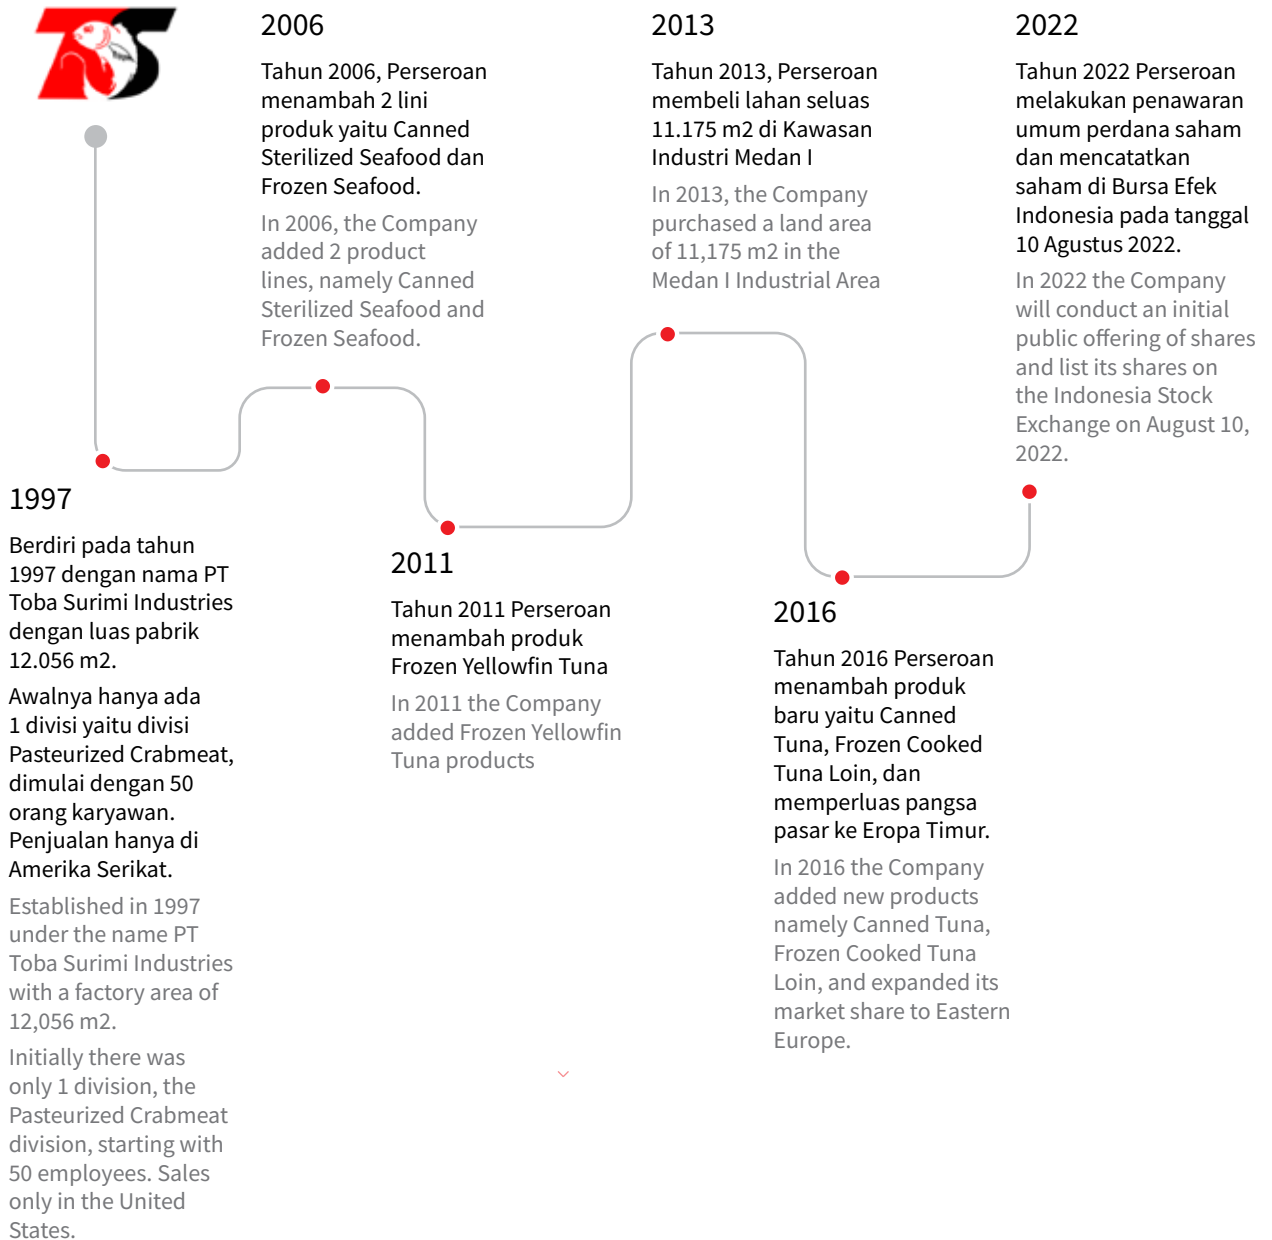 TS
1997
Berdiri pada tahun
1997 dengan nama PT
Toba Surimi Industries
dengan luas pabrik
12.056 m2.
Awalnya hanya ada
1 divisi yaitu divisi
Pasteurized Crabmeat,
dimulai dengan 50
orang karyawan.
Penjualan hanya di
Amerika Serikat.
Established in 1997
under the name PT
Toba Surimi Industries
with a factory area of
12,056 m2.
Initially there was
only 1 division, the
Pasteurized Crabmeat
division, starting with
50 employees. Sales
only in the United
States.
2006
Tahun 2006, Perseroan
menambah 2 lini
produk yaitu Canned
Sterilized Seafood dan
Frozen Seafood.
In 2006, the Company
added 2 product
lines, namely Canned
Sterilized Seafood and
Frozen Seafood.
2011
Tahun 2011 Perseroan
menambah produk
Frozen Yellowfin Tuna
In 2011 the Company
added Frozen Yellowfin
Tuna products
2013
Tahun 2013, Perseroan
membeli lahan seluas
11.175 m2 di Kawasan
Industri Medan I
In 2013, the Company
purchased a land area
of 11,175 m2 in the
Medan I Industrial Area
2016
Tahun 2016 Perseroan
menambah produk
baru yaitu Canned
Tuna, Frozen Cooked
Tuna Loin, dan
memperluas pangsa
pasar ke Eropa Timur.
In 2016 the Company
added new products
namely Canned Tuna,
Frozen Cooked Tuna
Loin, and expanded its
market share to Eastern
Europe.
2022
Tahun 2022 Perseroan
melakukan penawaran
umum perdana saham
dan mencatatkan
saham di Bursa Efek
Indonesia pada tanggal
10 Agustus 2022.
In 2022 the Company
will conduct an initial
public offering of shares
and list its shares on
the Indonesia Stock
Exchange on August 10,
2022.